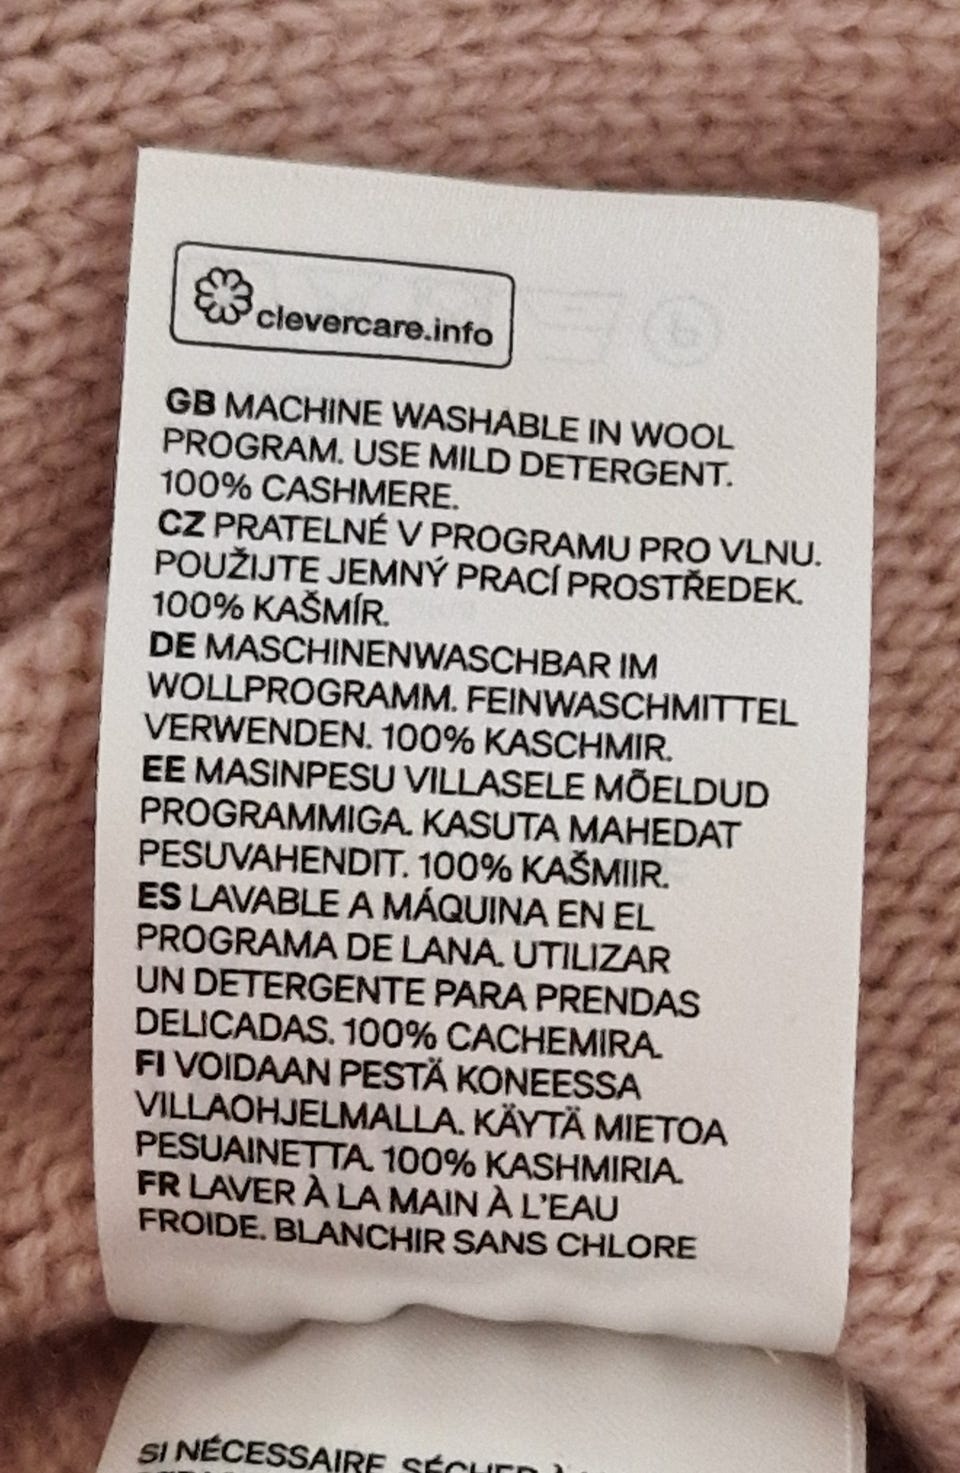 clevercare.info
GB MACHINE WASHABLE IN WOOL
PROGRAM. USE MILD DETERGENT.
100% CASHMERE.
CZ PRATELNÉ V PROGRAMU PRO VLNU.
POUŽIJTE JEMNÝ PRACÍ PROSTŘEDEK.
100% KAŠMÍR.
DE MASCHINENWASCHBAR IM
WOLLPROGRAMM. FEINWASCHMITTEL
VERWENDEN. 100% KASCHMIR.
EE MASINPESU VILLASELE MÕELDUD
PROGRAMMIGA. KASUTA MAHEDAT
PESUVAHENDIT. 100% KAŠMIIR.
ES LAVABLE A MÁQUINA EN EL
PROGRAMA DE LANA. UTILIZAR
UN DETERGENTE PARA PRENDAS
DELICADAS. 100% CACHEMIRA.
FI VOIDAAN PESTÄ KONEESSA
VILLAOHJELMALLA. KÄYTÄ MIETOA
PESUAINETTA. 100% KASHMIRIA.
FR LAVER À LA MAIN À L'EAU
FROIDE. BLANCHIR SANS CHLORE
SI NÉCESSAIRE. SÉCHER À